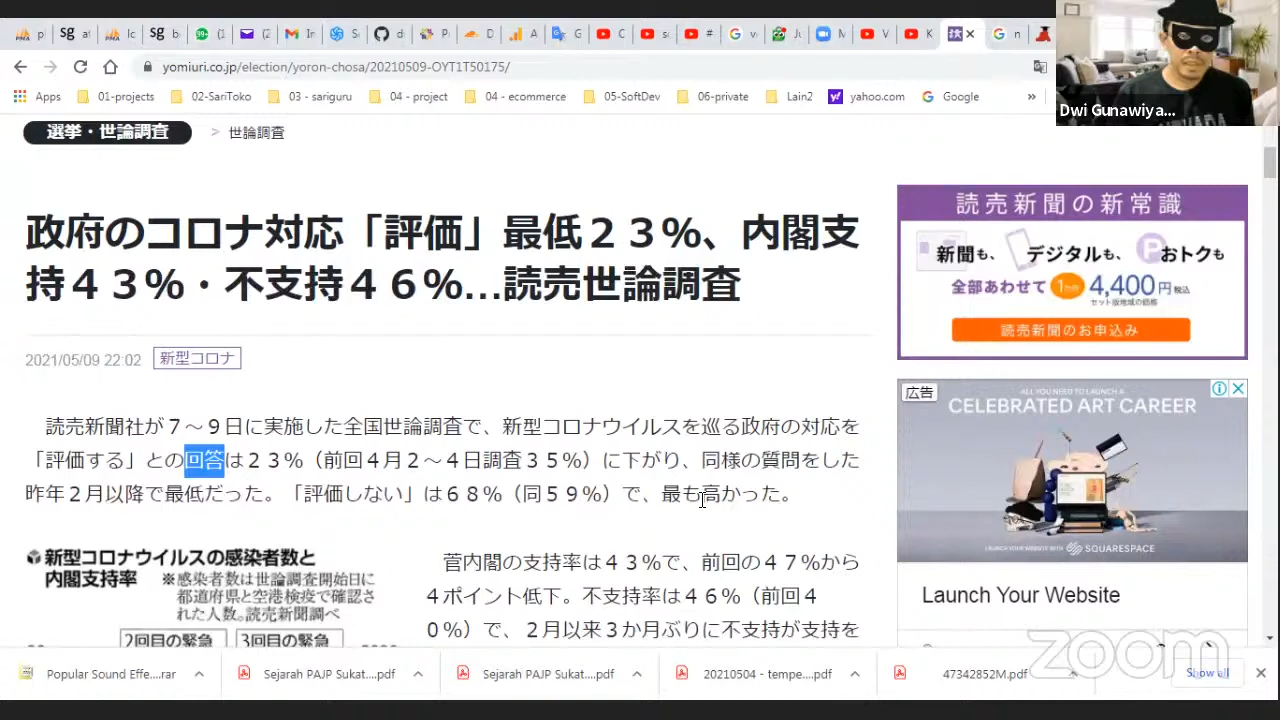 yomiuri.co.jp/election/yoron-chosa/20210509-OYT1T50175/
Apps 01-projects 02-SariToko 03 - sariguru 04 - project 04 - ecommerce 05-SoftDev 06-private Lain2 yahoo.com Google »
Dwi Gunawiya...
選挙・世論調査 > 世論調査
政府のコロナ対応「評価」最低２３％、内閣支
持４３％・不支持４６％…読売世論調査
2021/05/09 22:02 新型コロナ
読売新聞社が７～９日に実施した全国世論調査で、新型コロナウイルスを巡る政府の対応を
「評価する」との回答は２３％（前回４月２～４日調査３５％）に下がり、同様の質問をした
昨年２月以降で最低だった。「評価しない」は６８％（同５９％）で、最も高かった。
新型コロナウイルスの感染者数と
内閣支持率 ※感染者数は世論調査開始日に
都道府県と空港検疫で確認さ
れた人数。読売新聞調べ
2回目の緊急 3回目の緊急
菅内閣の支持率は４３％で、前回の４７％から
４ポイント低下。不支持率は４６％（前回４
０％）で、２月以来３か月ぶりに不支持が支持を
読売新聞の新常識
新聞も、 デジタルも、 Pおトクも
全部あわせて 1か月 4,400円 税込
セット版地域の価格
読売新聞のお申込み
広告
ALL YOU NEED TO LAUNCH A
CELEBRATED ART CAREER
LAUNCH YOUR WEBSITE WITH SQUARESPACE
Launch Your Website
zoom
Popular Sound Effe....rar Sejarah PAJP Sukat....pdf Sejarah PAJP Sukat....pdf 20210504 - tempe....pdf 47342852M.pdf Show all